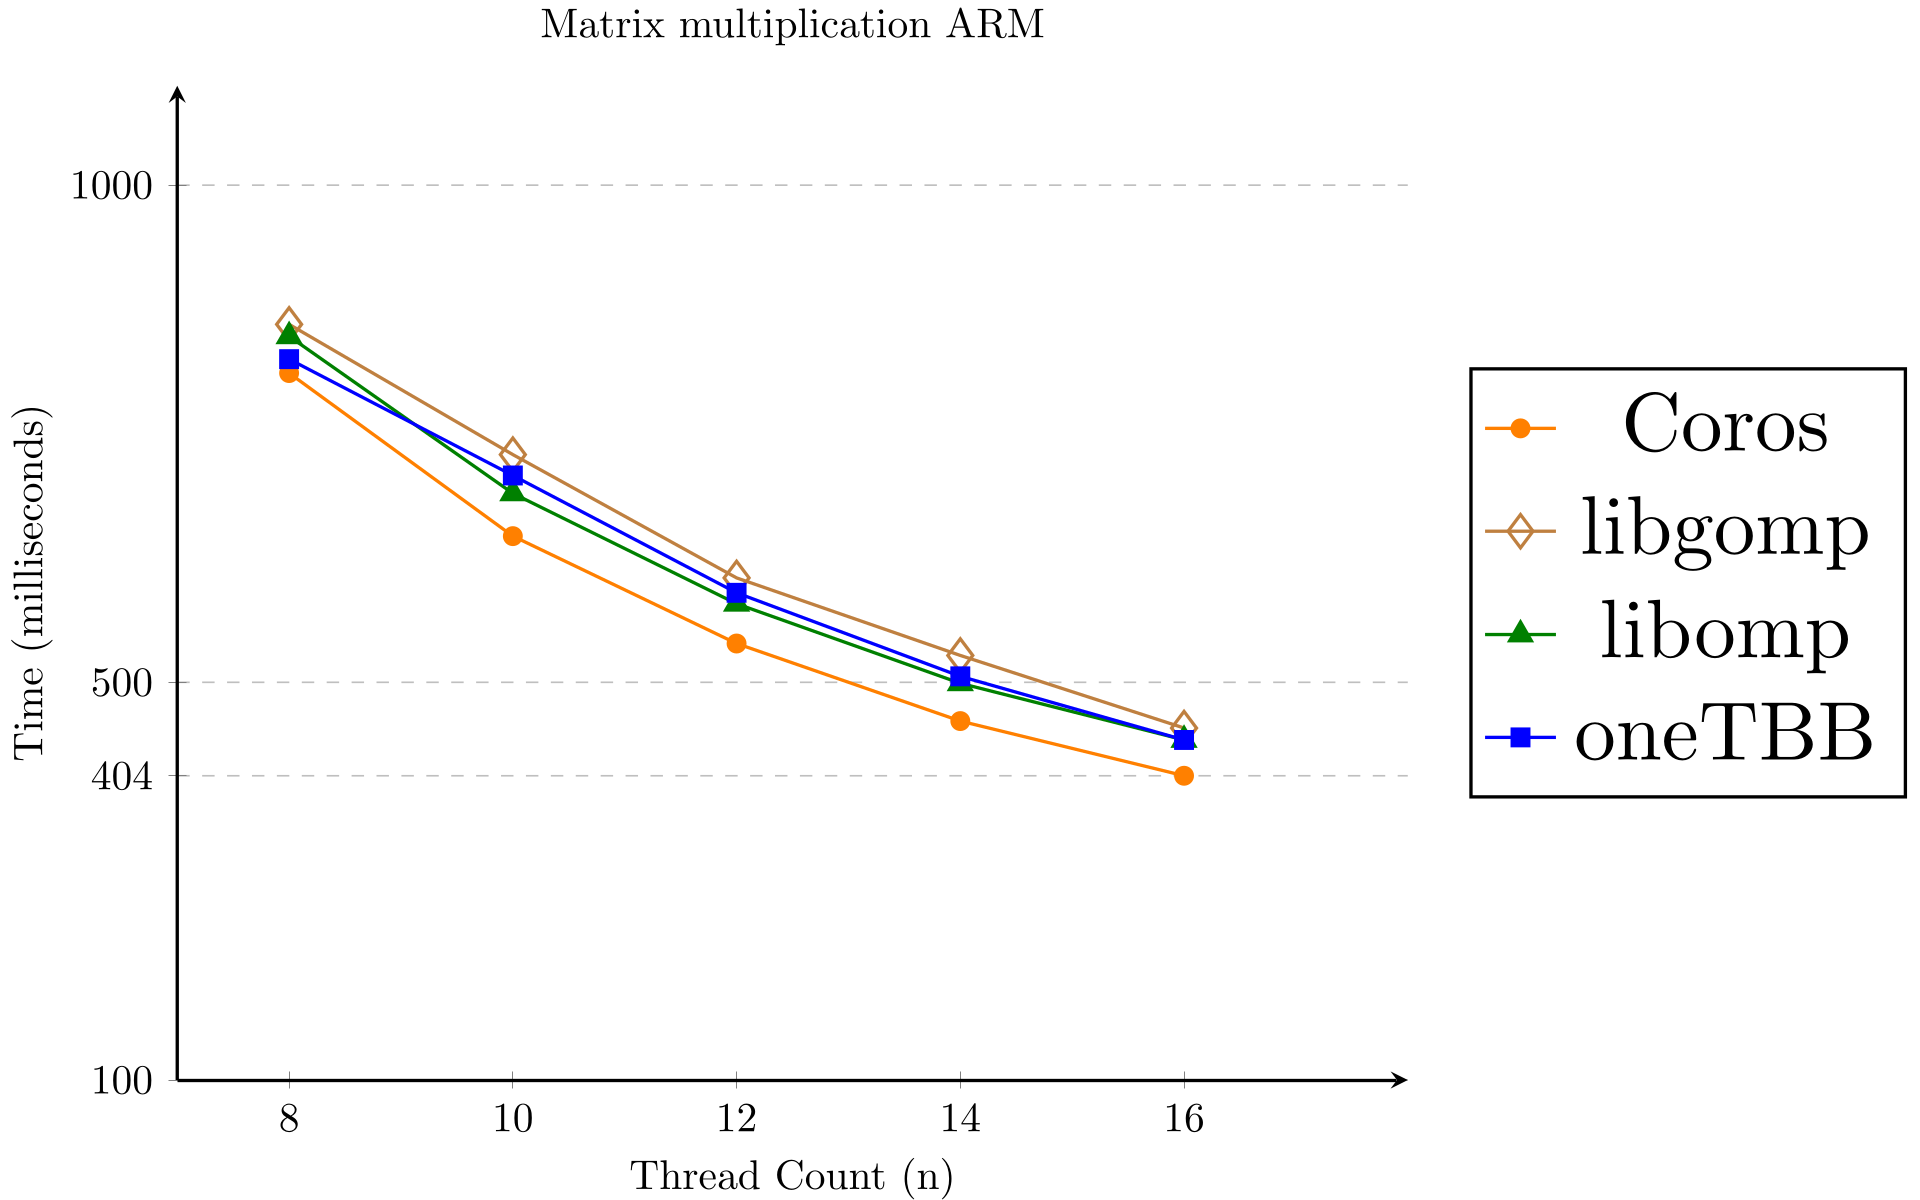 Matrix multiplication ARM
1000
500
404
100
Time (milliseconds)
8 10 12 14 16
Thread Count (n)
Coros
libgomp
libomp
oneTBB